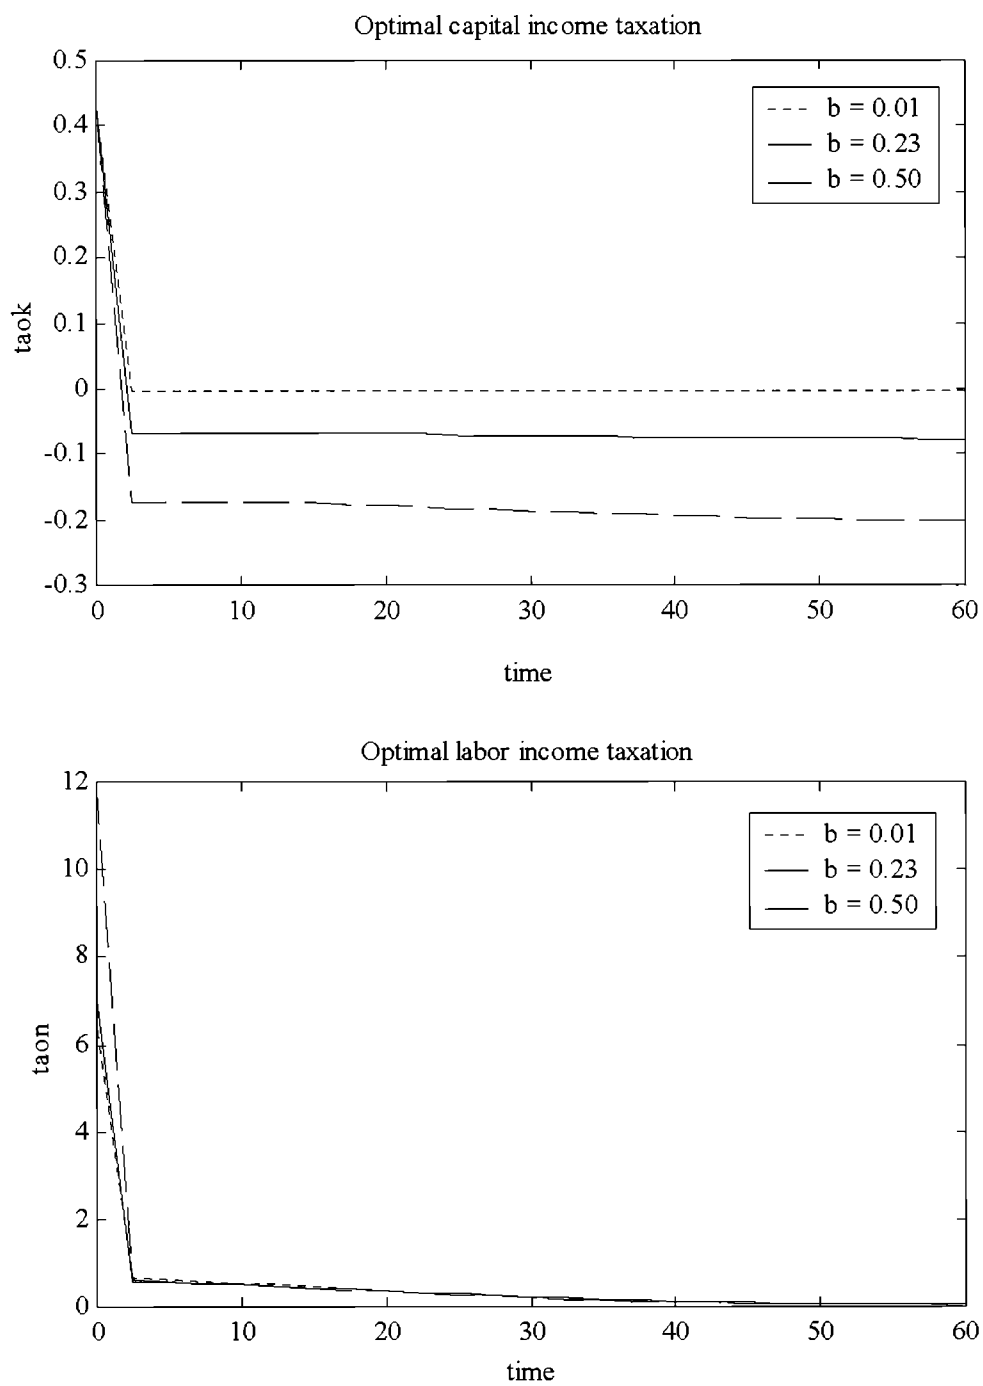 Optimal capital income taxation
0.5
0.4
0.3
0.2
0.1
0
-0.1
-0.2
-0.3
taok
b = 0.01
b = 0.23
b = 0.50
0 10 20 30 40 50 60
time
Optimal labor income taxation
12
10
8
6
4
2
0
taon
b = 0.01
b = 0.23
b = 0.50
0 10 20 30 40 50 60
time